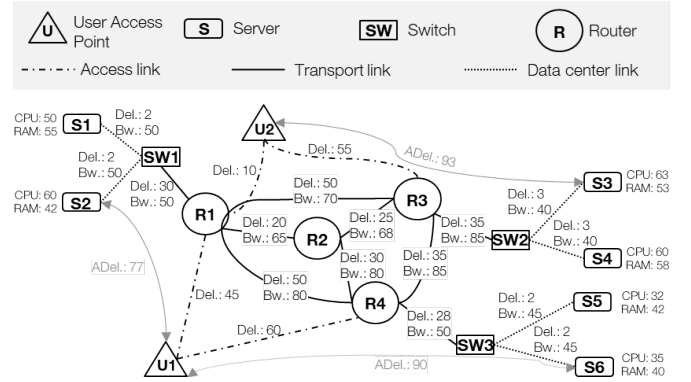 U
User Access
Point
S
Server
SW
Switch
R
Router
Access link
Transport link
Data center link
CPU: 50
RAM: 55
S1
Del.: 2
Bw.: 50
U2
ADel.: 93
Del.: 55
Del.: 2
Bw.: 50
SW1
Del.: 10
CPU: 60
RAM: 42
S2
Del.: 30
Bw.: 50
Del.: 50
Bw.: 70
R3
Del.: 3
Bw.: 40
S3
CPU: 63
RAM: 53
R1
Del.: 20
Bw.: 65
R2
Del.: 25
Bw.: 68
Del.: 35
Bw.: 85
SW2
Del.: 3
Bw.: 40
S4
CPU: 60
RAM: 58
ADel.: 77
Del.: 30
Bw.: 80
Del.: 35
Bw.: 85
Del.: 50
Bw.: 80
Del.: 45
R4
Del.: 60
Del.: 28
Bw.: 50
SW3
Del.: 2
Bw.: 45
S5
CPU: 32
RAM: 42
Del.: 2
Bw.: 45
U1
ADel.: 90
S6
CPU: 35
RAM: 40